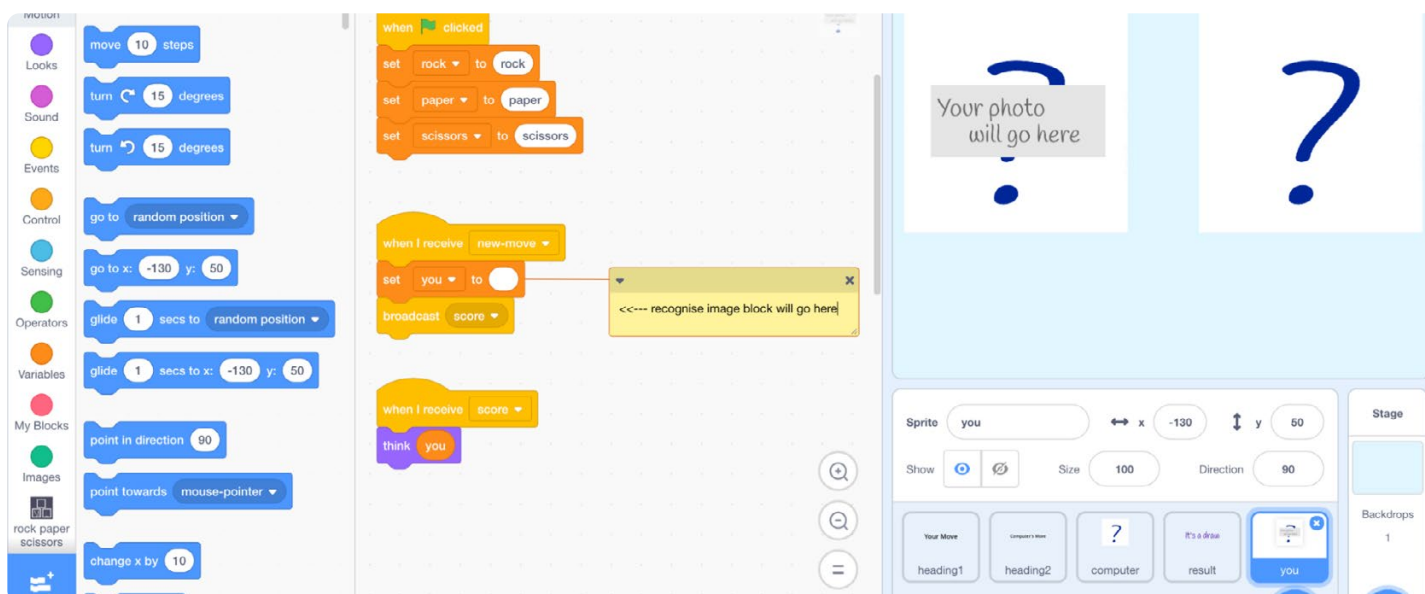 Motion
Looks
Sound
Events
Control
Sensing
Operators
Variables
My Blocks
Images
rock paper
scissors
move 10 steps
turn 15 degrees
turn 15 degrees
go to random position
go to x: -130 y: 50
glide 1 secs to random position
glide 1 secs to x: -130 y: 50
point in direction 90
point towards mouse-pointer
change x by 10
when clicked
set rock to rock
set paper to paper
set scissors to scissors
when I receive new-move
set you to
broadcast score
<<--- recognise image block will go here
when I receive score
think you
Your photo
will go here
?
?
Sprite you x -130 y 50
Show Size 100 Direction 90
Your Move
heading1
Computer's Move
heading2
?
computer
It's a draw
result
you
Stage
Backdrops
1